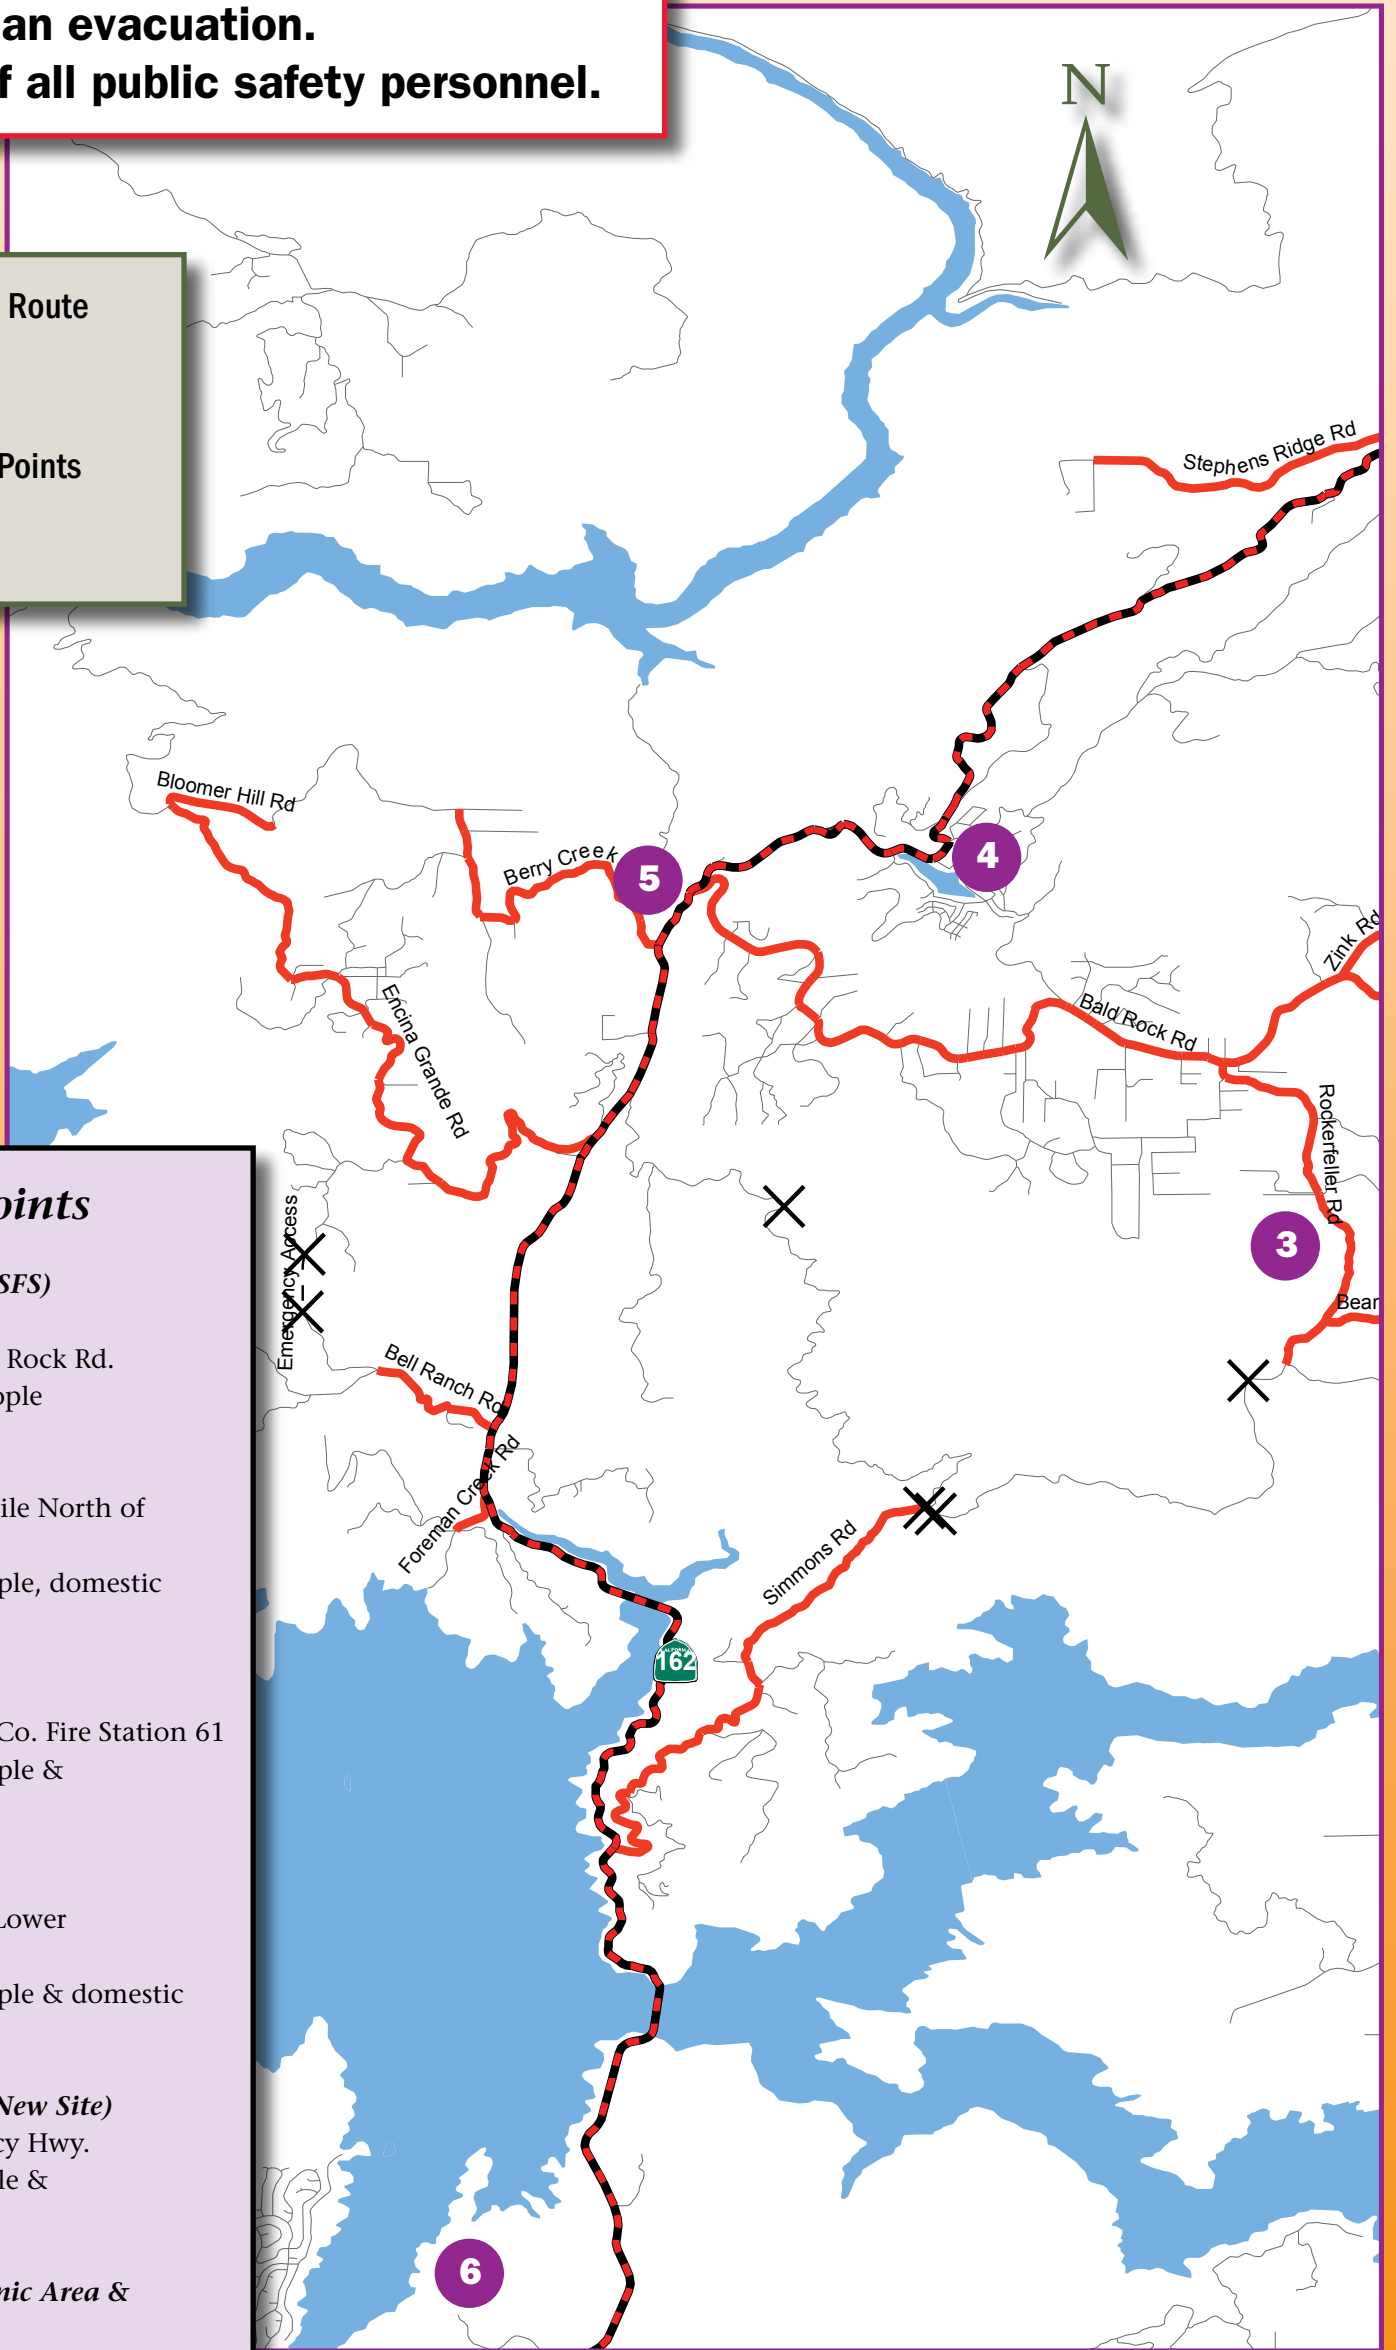 an evacuation.
f all public safety personnel.
N
Route
Points
Stephens Ridge Rd
Bloomer Hill Rd
Berry Creek
5
4
Zink Rd
Encina Grande Rd
Bald Rock Rd
Rockerfeller Rd
3
Bear
Emergency Access
Bell Ranch Rd
Foreman Creek Rd
Simmons Rd
CALIFORNIA
162
6
oints
SFS)
Rock Rd.
ople
ile North of
ple, domestic
Co. Fire Station 61
ple &
Lower
ple & domestic
New Site)
cy Hwy.
le &
nic Area &